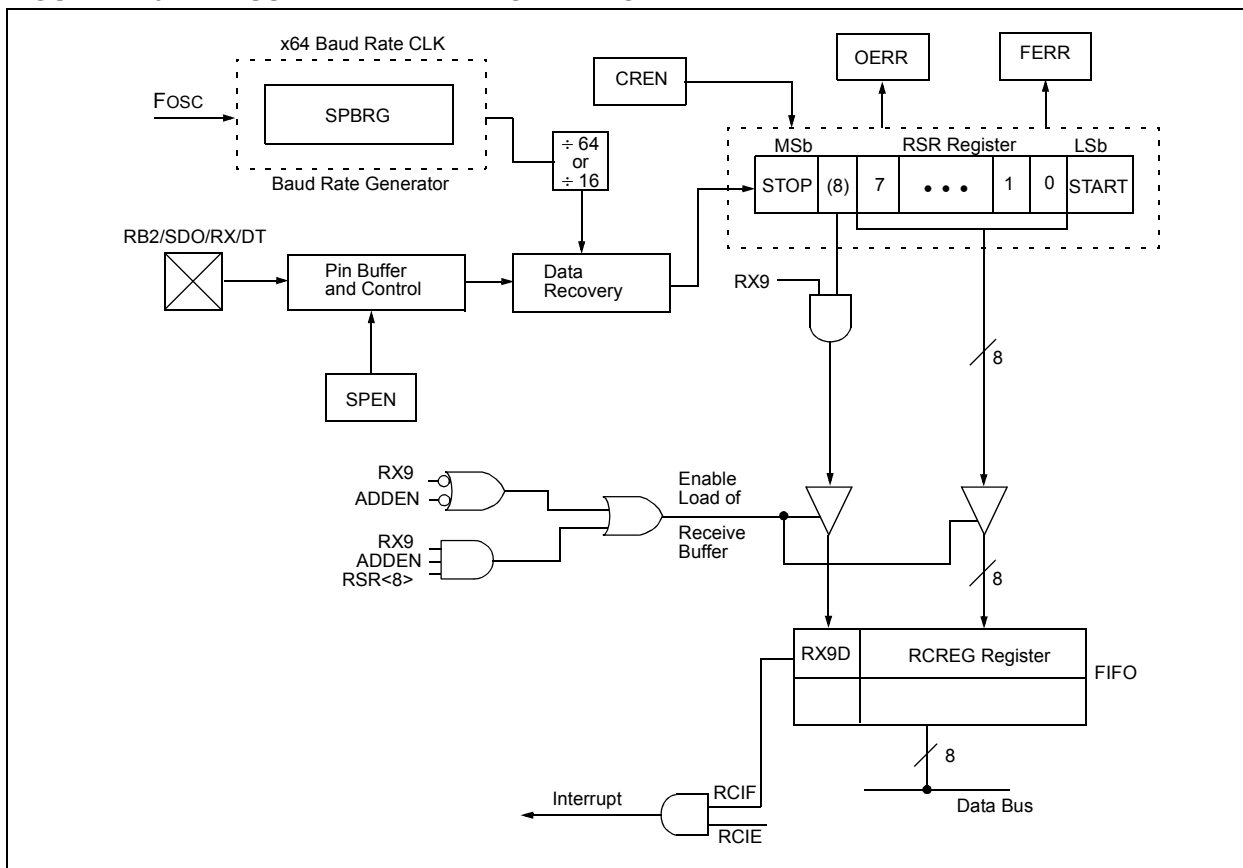 x64 Baud Rate CLK
FOSC
SPBRG
Baud Rate Generator
÷ 64
or
÷ 16
CREN
OERR
FERR
MSb
RSR Register
LSb
STOP
(8)
7
• • •
1
0
START
RB2/SDO/RX/DT
Pin Buffer
and Control
Data
Recovery
RX9
8
SPEN
RX9
ADDEN
RX9
ADDEN
RSR<8>
Enable
Load of
Receive
Buffer
8
RX9D
RCREG Register
FIFO
8
Data Bus
Interrupt
RCIF
RCIE